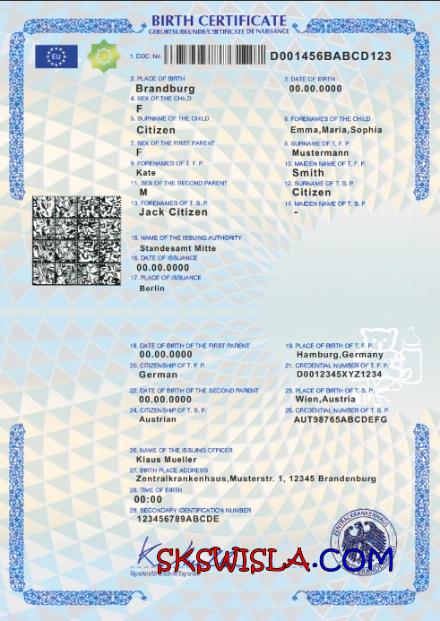 BIRTH CERTIFICATE
GEBURTSURKUNDE/CERTIFICATE DE NAISSANCE
EU
1. DOC. No D001456BABCD123
2. PLACE OF BIRTH 3. DATE OF BIRTH
Brandburg 00.00.0000
4. SEX OF THE CHILD
F
5. SURNAME OF THE CHILD 6. FORENAMES OF THE CHILD
Citizen Emma,Maria,Sophia
7. SEX OF THE FIRST PARENT 8. SURNAME OF T. F. P.
F Mustermann
9. FORENAMES OF T. F. P. 10. MAIDEN NAME OF T. F. P.
Kate Smith
11. SEX OF THE SECOND PARENT 12. SURNAME OF T. S. P.
M Citizen
13. FORENAMES OF T. S. P. 14. MAIDEN NAME OF T. S. P.
Jack Citizen -
15. NAME OF THE ISSUING AUTHORITY
Standesamt Mitte
16. DATE OF ISSUANCE
00.00.0000
17. PLACE OF ISSUANCE
Berlin
18. DATE OF BIRTH OF THE FIRST PARENT 19. PLACE OF BIRTH OF T. F. P.
00.00.0000 Hamburg,Germany
20. CITIZENSHIP OF T. F. P. 21. CREDENTIAL NUMBER OF T. F. P.
German D0012345XYZ1234
22. DATE OF BIRTH OF THE SECOND PARENT 23. PLACE OF BIRTH OF T. S. P.
00.00.0000 Wien,Austria
24. CITIZENSHIP OF T. S. P. 25. CREDENTIAL NUMBER OF T. S. P.
Austrian AUT98765ABCDEFG
26. NAME OF THE ISSUING OFFICER
Klaus Mueller
27. BIRTH PLACE ADDRESS
Zentralkrankenhaus,Musterstr. 1, 12345 Brandenburg
28. TIME OF BIRTH
00:00
29. SECONDARY IDENTIFICATION NUMBER
123456789ABCDE
ZENTRALKRANKENHAUS
SKSWISLA.COM